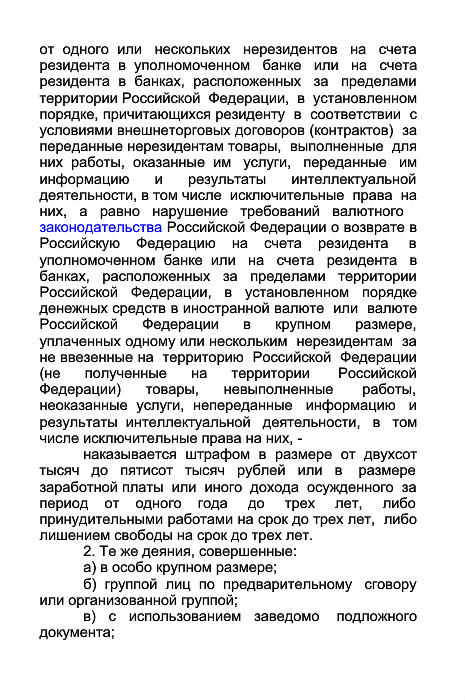 от одного или нескольких нерезидентов на счета
резидента в уполномоченном банке или на счета
резидента в банках, расположенных за пределами
территории Российской Федерации, в установленном
порядке, причитающихся резиденту в соответствии с
условиями внешнеторговых договоров (контрактов) за
переданные нерезидентам товары, выполненные для
них работы, оказанные им услуги, переданные им
информацию и результаты интеллектуальной
деятельности, в том числе исключительные права на
них, а равно нарушение требований валютного
законодательства Российской Федерации о возврате в
Российскую Федерацию на счета резидента в
уполномоченном банке или на счета резидента в
банках, расположенных за пределами территории
Российской Федерации, в установленном порядке
денежных средств в иностранной валюте или валюте
Российской Федерации в крупном размере,
уплаченных одному или нескольким нерезидентам за
не ввезенные на территорию Российской Федерации
(не полученные на территории Российской
Федерации) товары, невыполненные работы,
неоказанные услуги, непереданные информацию и
результаты интеллектуальной деятельности, в том
числе исключительные права на них, -
наказывается штрафом в размере от двухсот
тысяч до пятисот тысяч рублей или в размере
заработной платы или иного дохода осужденного за
период от одного года до трех лет, либо
принудительными работами на срок до трех лет, либо
лишением свободы на срок до трех лет.
2. Те же деяния, совершенные:
а) в особо крупном размере;
б) группой лиц по предварительному сговору
или организованной группой;
в) с использованием заведомо подложного
документа;